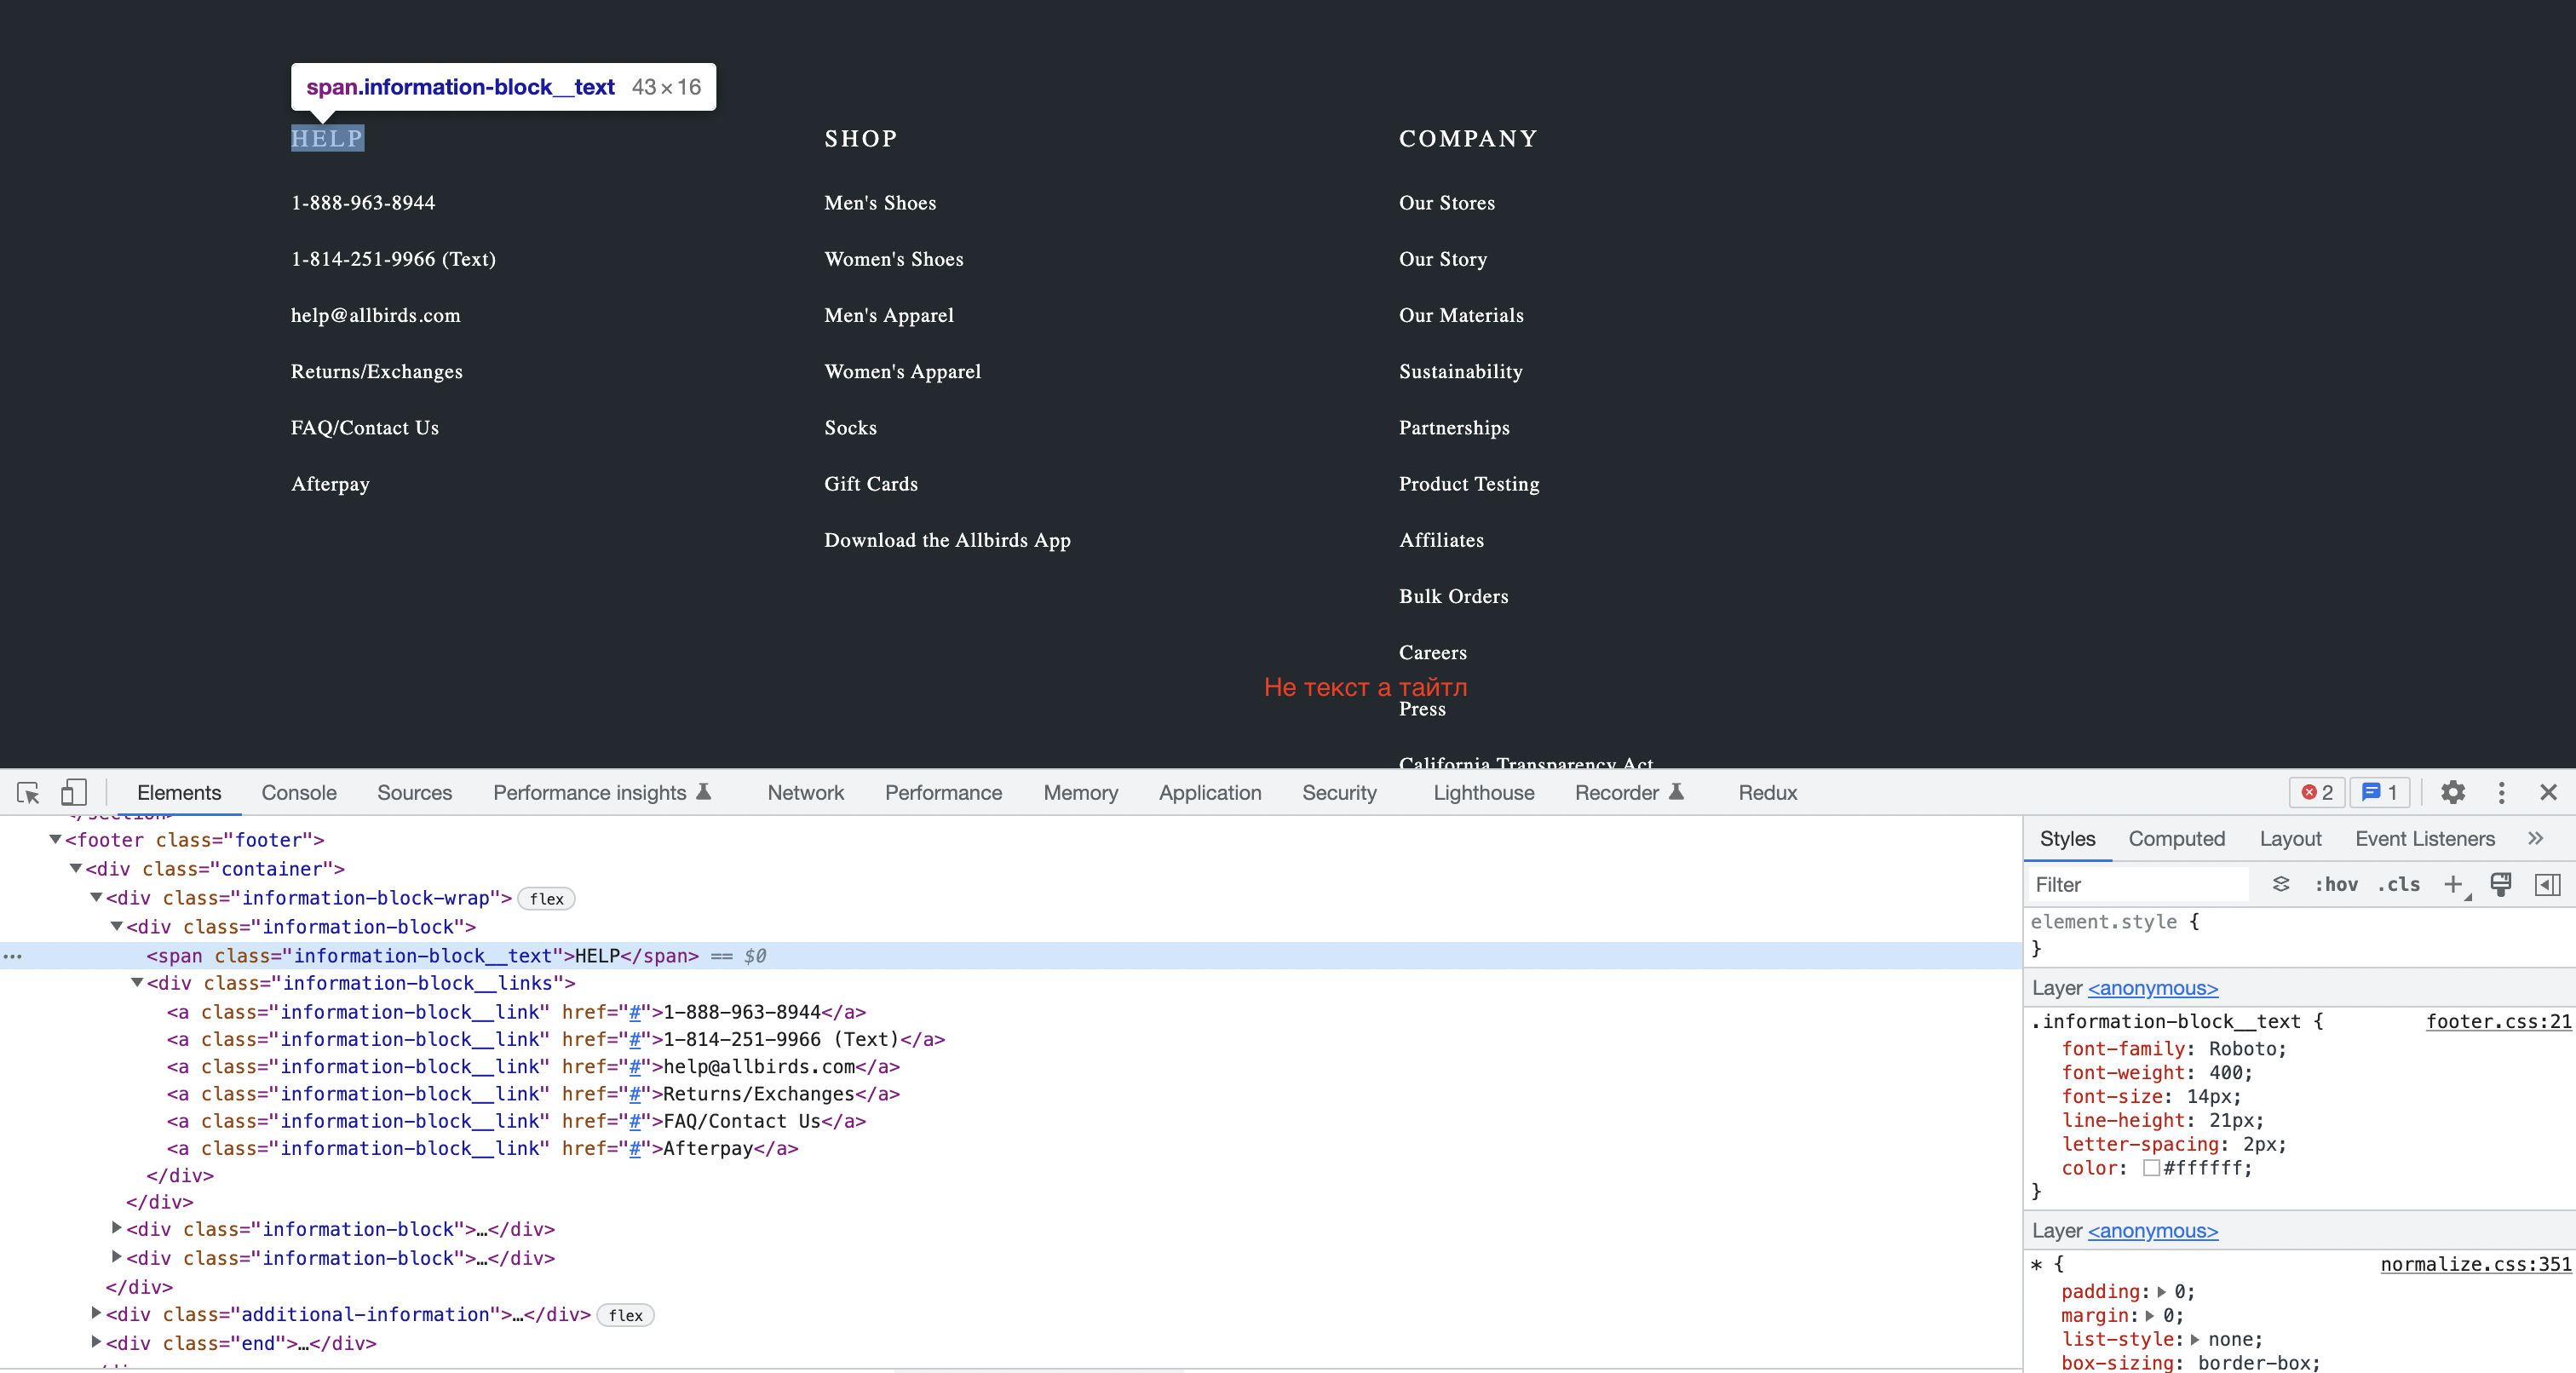 span.information-block__text 43 × 16
HELP
1-888-963-8944
1-814-251-9966 (Text)
help@allbirds.com
Returns/Exchanges
FAQ/Contact Us
Afterpay
SHOP
Men's Shoes
Women's Shoes
Men's Apparel
Women's Apparel
Socks
Gift Cards
Download the Allbirds App
COMPANY
Our Stores
Our Story
Our Materials
Sustainability
Partnerships
Product Testing
Affiliates
Bulk Orders
Careers
Не текст а тайтл
Press
California Transparency Act
Elements Console Sources Performance insights Network Performance Memory Application Security Lighthouse Recorder Redux 2 1
</section>
<footer class="footer">
<div class="container">
<div class="information-block-wrap"> flex
<div class="information-block">
<span class="information-block__text">HELP</span> == $0
<div class="information-block__links">
<a class="information-block__link" href="#">1-888-963-8944</a>
<a class="information-block__link" href="#">1-814-251-9966 (Text)</a>
<a class="information-block__link" href="#">help@allbirds.com</a>
<a class="information-block__link" href="#">Returns/Exchanges</a>
<a class="information-block__link" href="#">FAQ/Contact Us</a>
<a class="information-block__link" href="#">Afterpay</a>
</div>
</div>
<div class="information-block">…</div>
<div class="information-block">…</div>
</div>
<div class="additional-information">…</div> flex
<div class="end">…</div>
Styles Computed Layout Event Listeners
Filter :hov .cls
element.style {
}
Layer <anonymous>
.information-block__text { footer.css:21
font-family: Roboto;
font-weight: 400;
font-size: 14px;
line-height: 21px;
letter-spacing: 2px;
color: #ffffff;
}
Layer <anonymous>
* { normalize.css:351
padding: 0;
margin: 0;
list-style: none;
box-sizing: border-box;